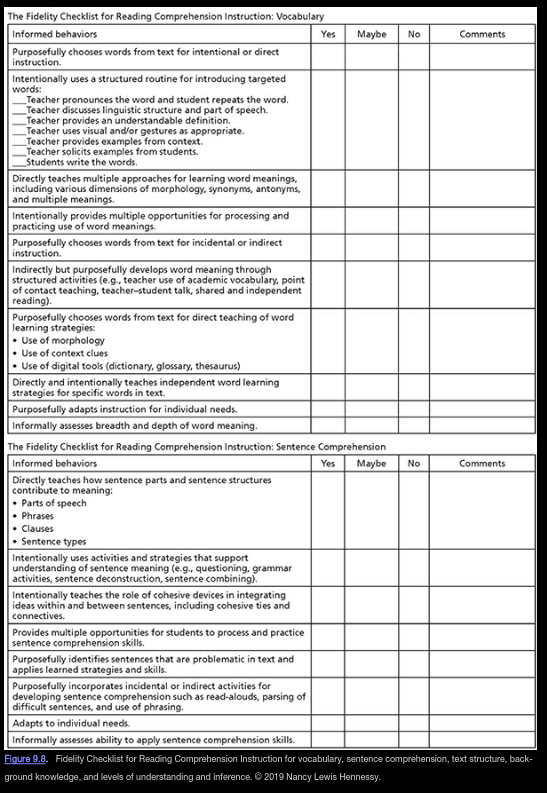 The Fidelity Checklist for Reading Comprehension Instruction: Vocabulary
Informed behaviors Yes Maybe No Comments
Purposefully chooses words from text for intentional or direct
instruction.
Intentionally uses a structured routine for introducing targeted
words:
___Teacher pronounces the word and student repeats the word.
___Teacher discusses linguistic structure and part of speech.
___Teacher provides an understandable definition.
___Teacher uses visual and/or gestures as appropriate.
___Teacher provides examples from context.
___Teacher solicits examples from students.
___Students write the words.
Directly teaches multiple approaches for learning word meanings,
including various dimensions of morphology, synonyms, antonyms,
and multiple meanings.
Intentionally provides multiple opportunities for processing and
practicing use of word meanings.
Purposefully chooses words from text for incidental or indirect
instruction.
Indirectly but purposefully develops word meaning through
structured activities (e.g., teacher use of academic vocabulary, point
of contact teaching, teacher–student talk, shared and independent
reading).
Purposefully chooses words from text for direct teaching of word
learning strategies:
• Use of morphology
• Use of context clues
• Use of digital tools (dictionary, glossary, thesaurus)
Directly and intentionally teaches independent word learning
strategies for specific words in text.
Purposefully adapts instruction for individual needs.
Informally assesses breadth and depth of word meaning.
The Fidelity Checklist for Reading Comprehension Instruction: Sentence Comprehension
Informed behaviors Yes Maybe No Comments
Directly teaches how sentence parts and sentence structures
contribute to meaning:
• Parts of speech
• Phrases
• Clauses
• Sentence types
Intentionally uses activities and strategies that support
understanding of sentence meaning (e.g., questioning, grammar
activities, sentence deconstruction, sentence combining).
Intentionally teaches the role of cohesive devices in integrating
ideas within and between sentences, including cohesive ties and
connectives.
Provides multiple opportunities for students to process and practice
sentence comprehension skills.
Purposefully identifies sentences that are problematic in text and
applies learned strategies and skills.
Purposefully incorporates incidental or indirect activities for
developing sentence comprehension such as read-alouds, parsing of
difficult sentences, and use of phrasing.
Adapts to individual needs.
Informally assesses ability to apply sentence comprehension skills.
Figure 9.8. Fidelity Checklist for Reading Comprehension Instruction for vocabulary, sentence comprehension, text structure, back-
ground knowledge, and levels of understanding and inference. © 2019 Nancy Lewis Hennessy.